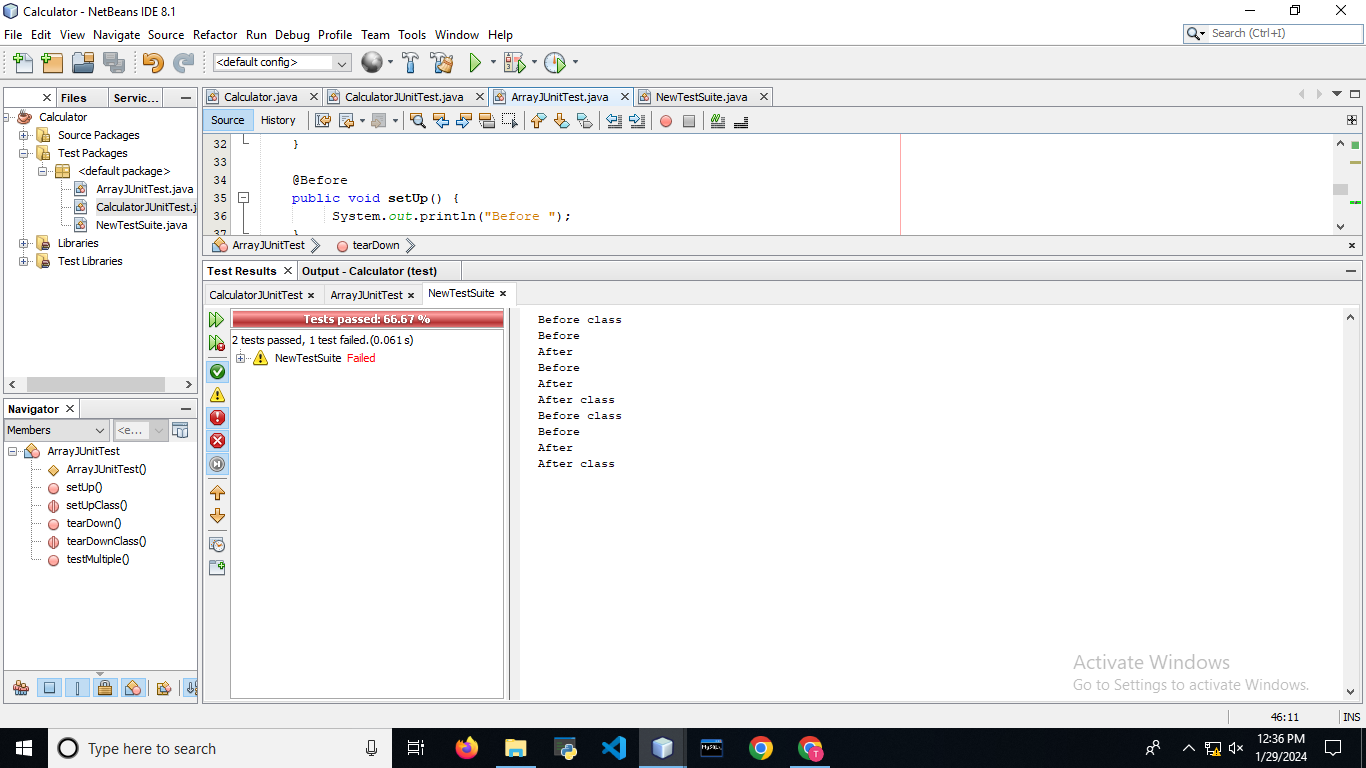 Calculator - NetBeans IDE 8.1
File Edit View Navigate Source Refactor Run Debug Profile Team Tools Window Help
Search (Ctrl+I)
<default config>
Files Servic...
Calculator
Source Packages
Test Packages
<default package>
ArrayJUnitTest.java
CalculatorJUnitTest.j
NewTestSuite.java
Libraries
Test Libraries
Calculator.java CalculatorJUnitTest.java ArrayJUnitTest.java NewTestSuite.java
Source History
32 }
33
34 @Before
35 public void setUp() {
36 System.out.println("Before ");
37 }
ArrayJUnitTest tearDown
Navigator
Members <e...
ArrayJUnitTest
ArrayJUnitTest()
setUp()
setUpClass()
tearDown()
tearDownClass()
testMultiple()
Test Results Output - Calculator (test)
CalculatorJUnitTest ArrayJUnitTest NewTestSuite
Tests passed: 66.67 %
2 tests passed, 1 test failed.(0.061 s)
NewTestSuite Failed
Before class
Before
After
Before
After
After class
Before class
Before
After
After class
Activate Windows
Go to Settings to activate Windows.
46:11 INS
Type here to search
MySQL
T
12:36 PM
1/29/2024